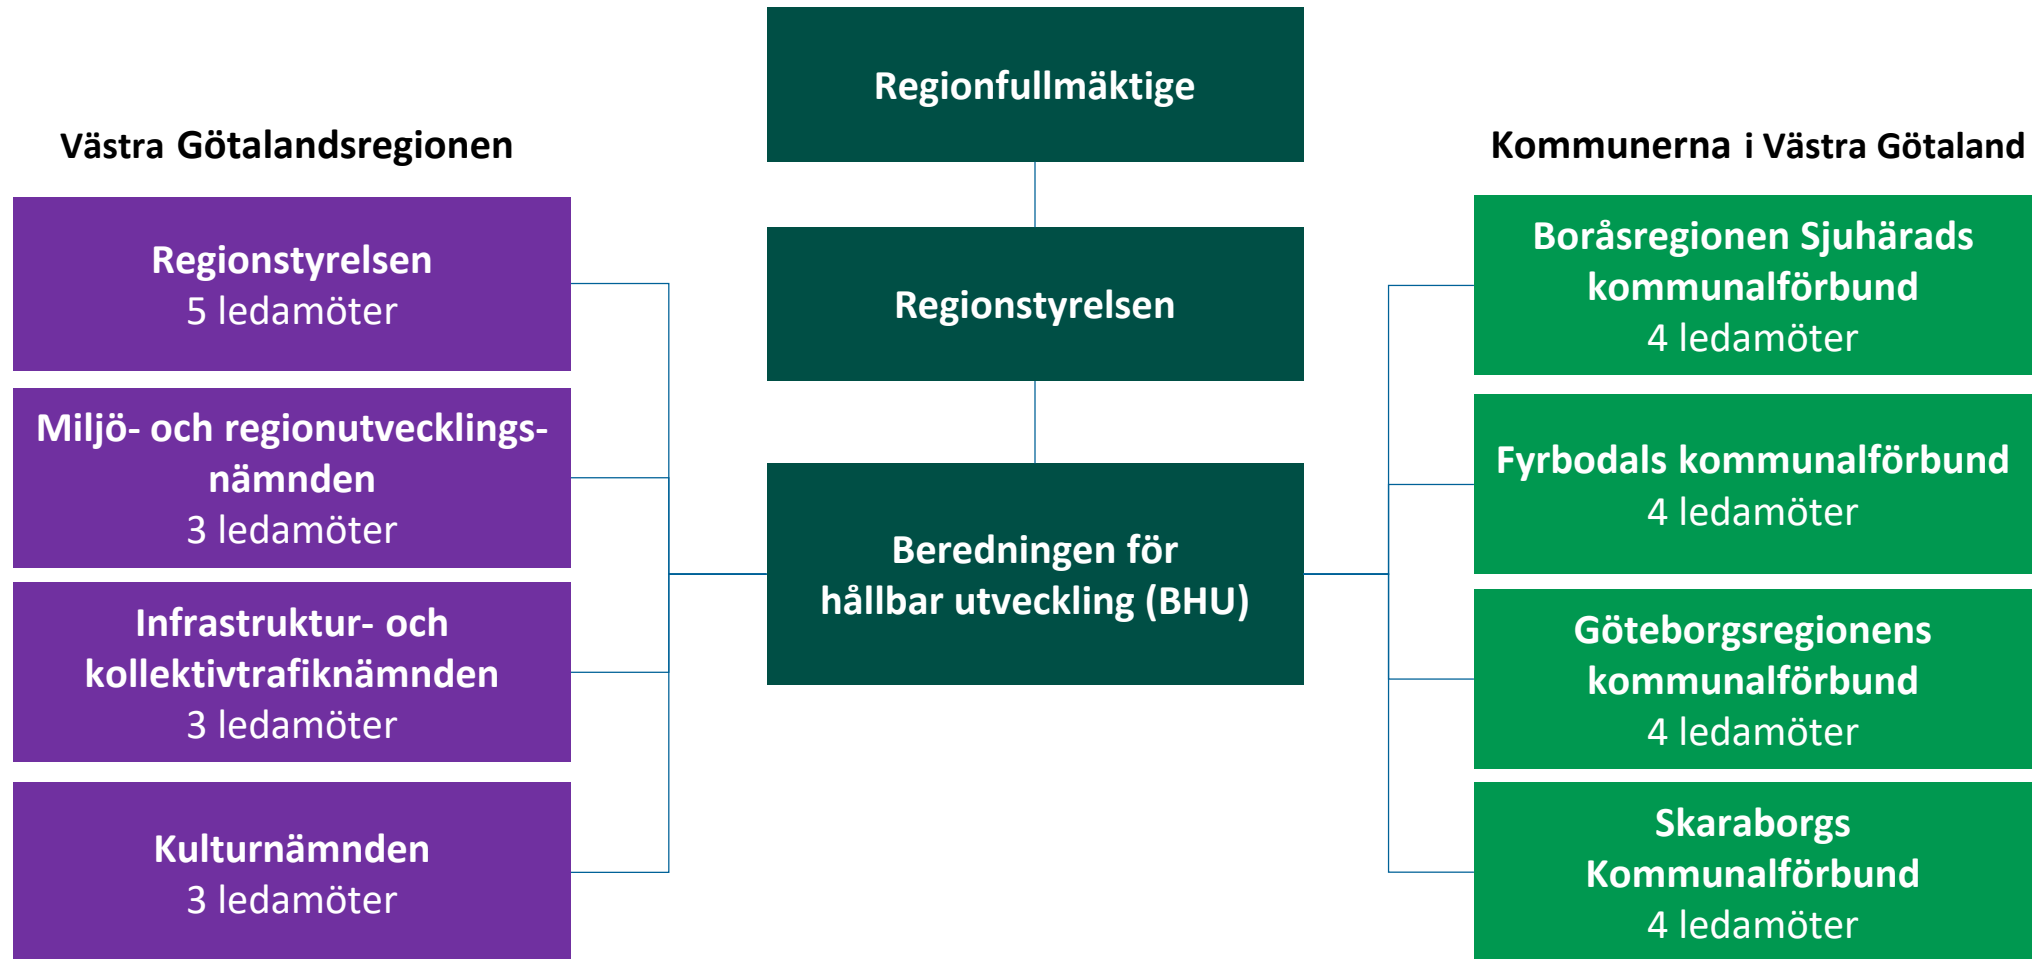 Regionfullmäktige
Regionstyrelsen
Beredningen för
hållbar utveckling (BHU)
Västra Götalandsregionen
Regionstyrelsen
5 ledamöter
Miljö- och regionutvecklings-
nämnden
3 ledamöter
Infrastruktur- och
kollektivtrafiknämnden
3 ledamöter
Kulturnämnden
3 ledamöter
Kommunerna i Västra Götaland
Boråsregionen Sjuhärads
kommunalförbund
4 ledamöter
Fyrbodals kommunalförbund
4 ledamöter
Göteborgsregionens
kommunalförbund
4 ledamöter
Skaraborgs
Kommunalförbund
4 ledamöter